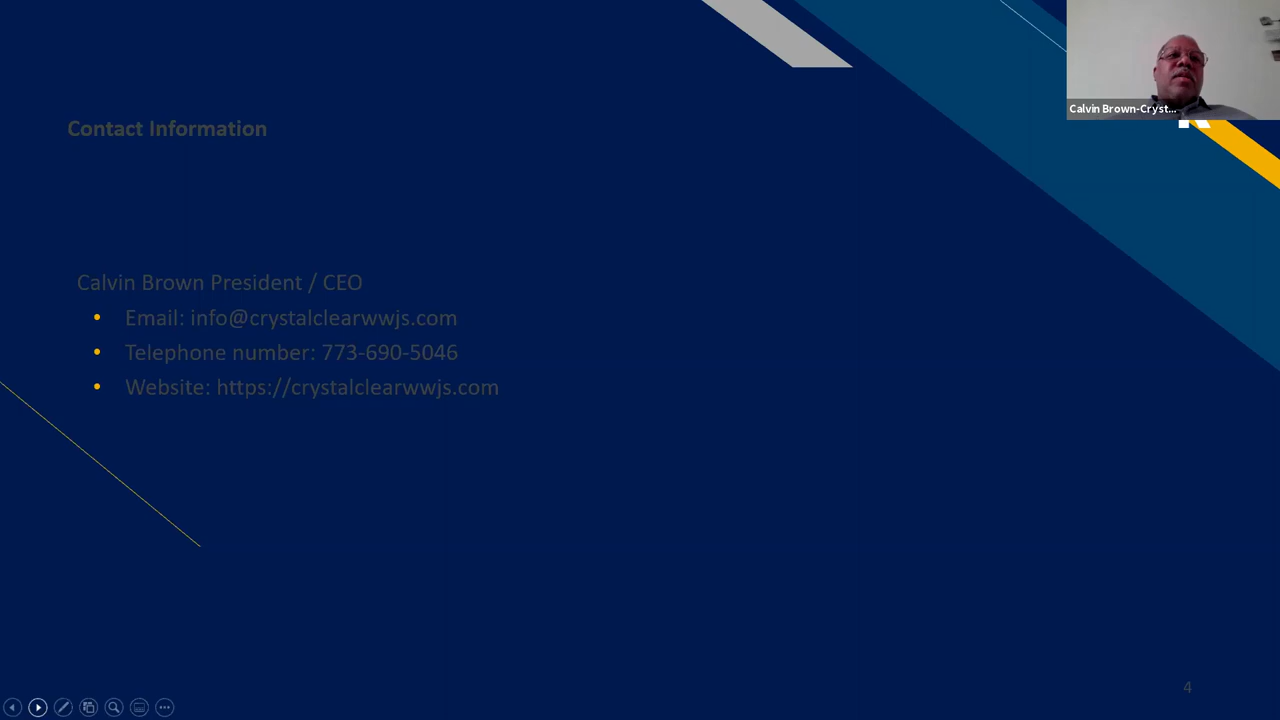 Calvin Brown-Cryst...
Contact Information
Calvin Brown President / CEO
• Email: info@crystalclearwwjs.com
• Telephone number: 773-690-5046
• Website: https://crystalclearwwjs.com
4